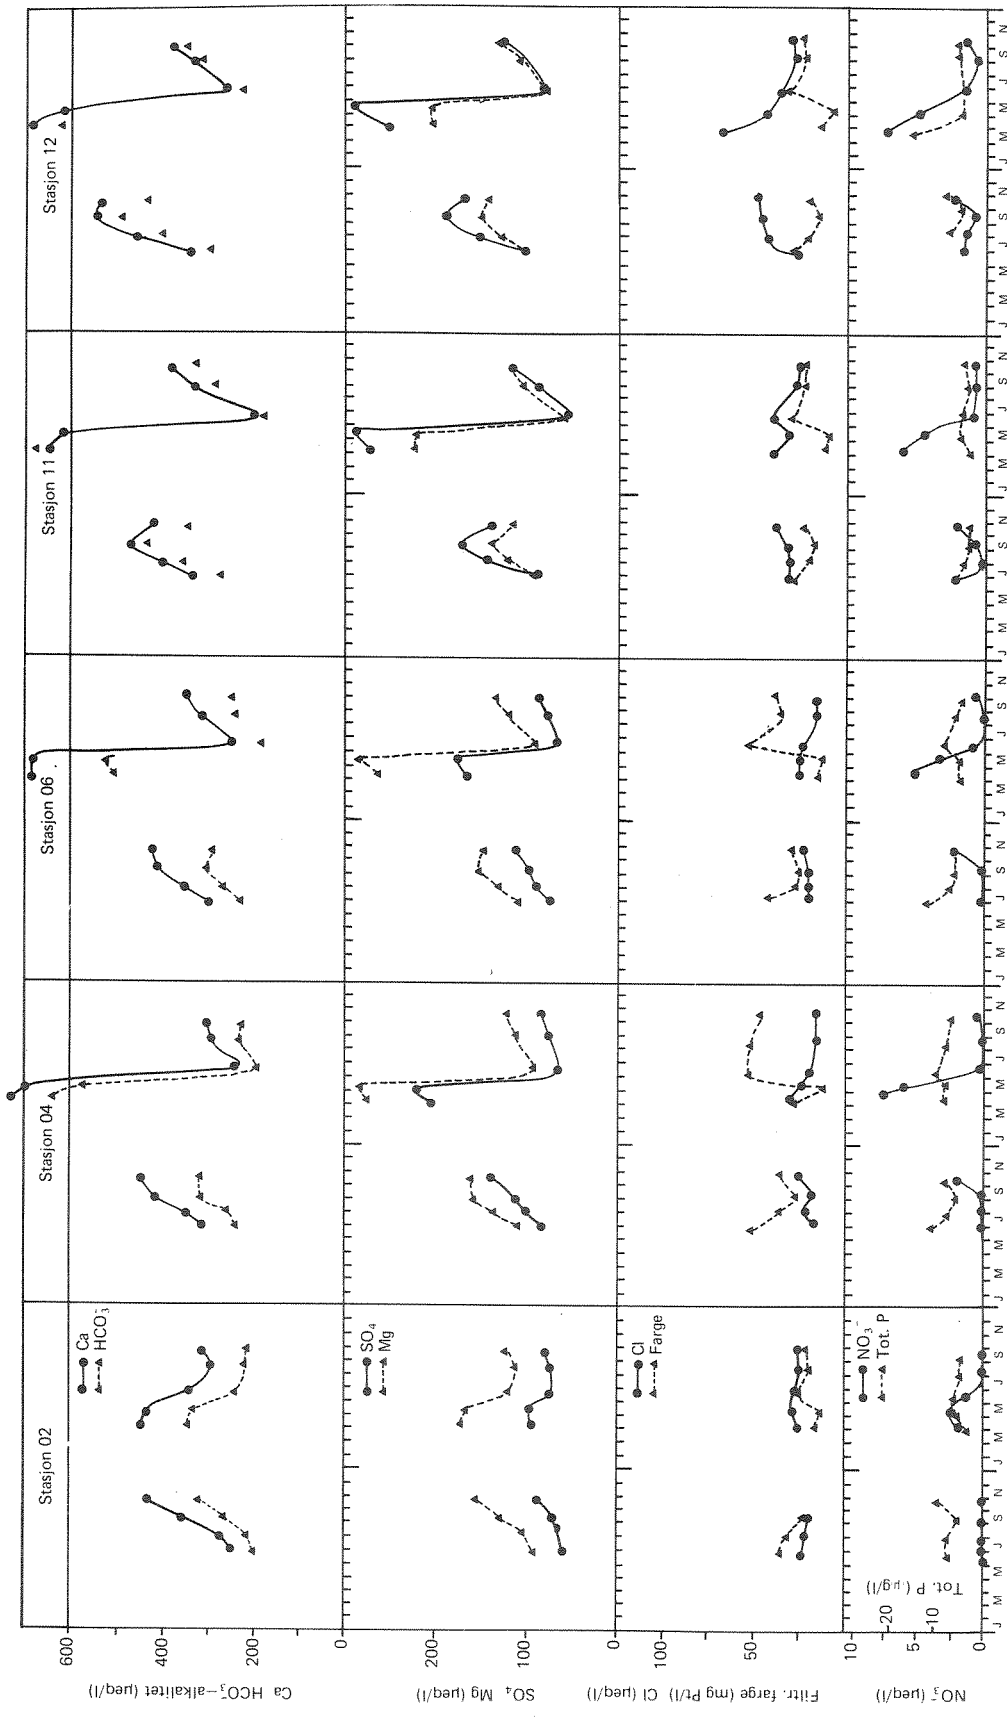 Stasjon 02
Stasjon 04
Stasjon 06
Stasjon 11
Stasjon 12
Ca HCO₃⁻–alkalitet (µeq/l)
600
400
200
0
Ca
HCO₃⁻
SO₄ Mg (µeq/l)
200
100
0
SO₄
Mg
Filtr. farge (mg Pt/l) Cl (µeq/l)
100
50
10
Cl
Farge
NO₃⁻ (µeq/l)
5
0
Tot. P (µg/l)
20
10
NO₃⁻
Tot. P
J M M J S N J M M J S N
J M M J S N J M M J S N
J M M J S N J M M J S N
J M M J S N J M M J S N
J M M J S N J M M J S N